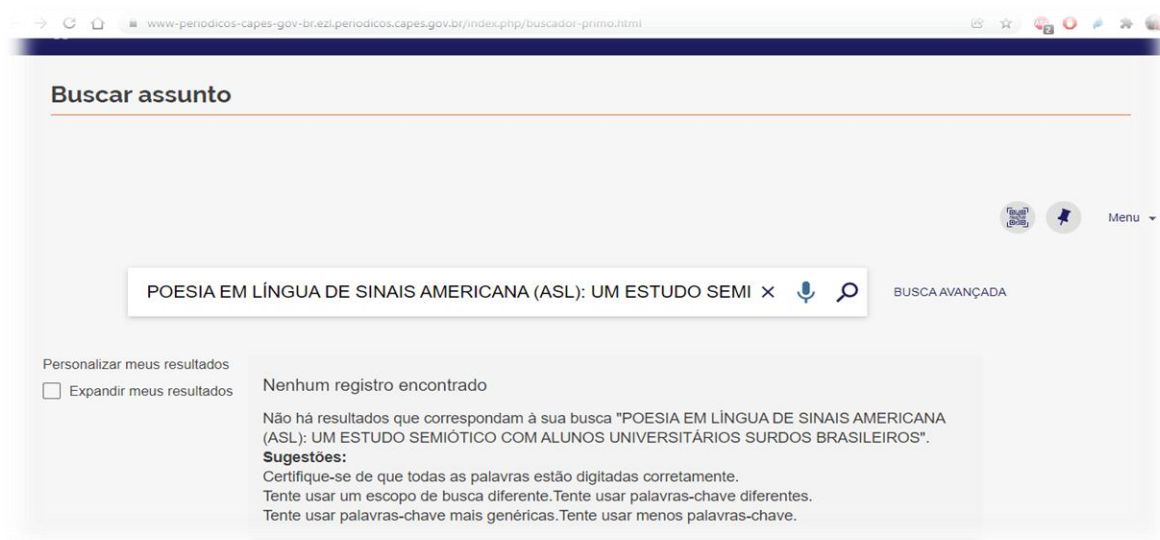 www-periodicos-capes-gov-br.ezl.periodicos.capes.gov.br/index.php/buscador-primo.html
2
Buscar assunto
Menu
POESIA EM LÍNGUA DE SINAIS AMERICANA (ASL): UM ESTUDO SEMI
BUSCA AVANÇADA
Personalizar meus resultados
Expandir meus resultados
Nenhum registro encontrado
Não há resultados que correspondam à sua busca "POESIA EM LÍNGUA DE SINAIS AMERICANA
(ASL): UM ESTUDO SEMIÓTICO COM ALUNOS UNIVERSITÁRIOS SURDOS BRASILEIROS".
Sugestões:
Certifique-se de que todas as palavras estão digitadas corretamente.
Tente usar um escopo de busca diferente.Tente usar palavras-chave diferentes.
Tente usar palavras-chave mais genéricas.Tente usar menos palavras-chave.